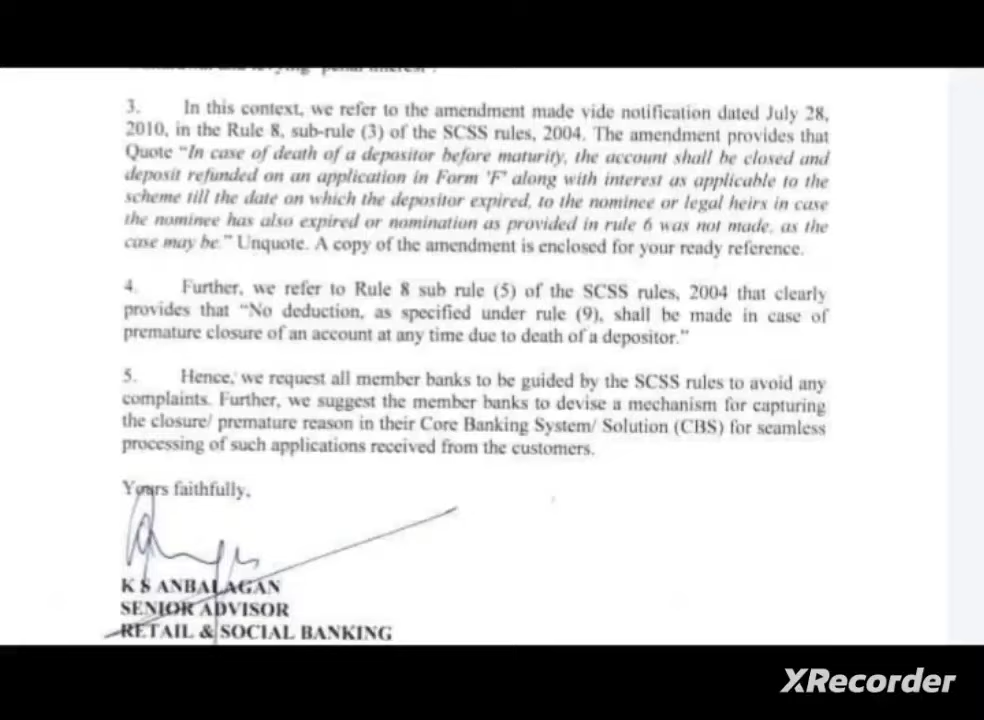 penal interest".
3. In this context, we refer to the amendment made vide notification dated July 28,
2010, in the Rule 8, sub-rule (3) of the SCSS rules, 2004. The amendment provides that
Quote "In case of death of a depositor before maturity, the account shall be closed and
deposit refunded on an application in Form 'F' along with interest as applicable to the
scheme till the date on which the depositor expired, to the nominee or legal heirs in case
the nominee has also expired or nomination as provided in rule 6 was not made, as the
case may be." Unquote. A copy of the amendment is enclosed for your ready reference.
4. Further, we refer to Rule 8 sub rule (5) of the SCSS rules, 2004 that clearly
provides that "No deduction, as specified under rule (9), shall be made in case of
premature closure of an account at any time due to death of a depositor."
5. Hence, we request all member banks to be guided by the SCSS rules to avoid any
complaints. Further, we suggest the member banks to devise a mechanism for capturing
the closure/ premature reason in their Core Banking System/ Solution (CBS) for seamless
processing of such applications received from the customers.
Yours faithfully,
K S ANBALAGAN
SENIOR ADVISOR
RETAIL & SOCIAL BANKING
XRecorder